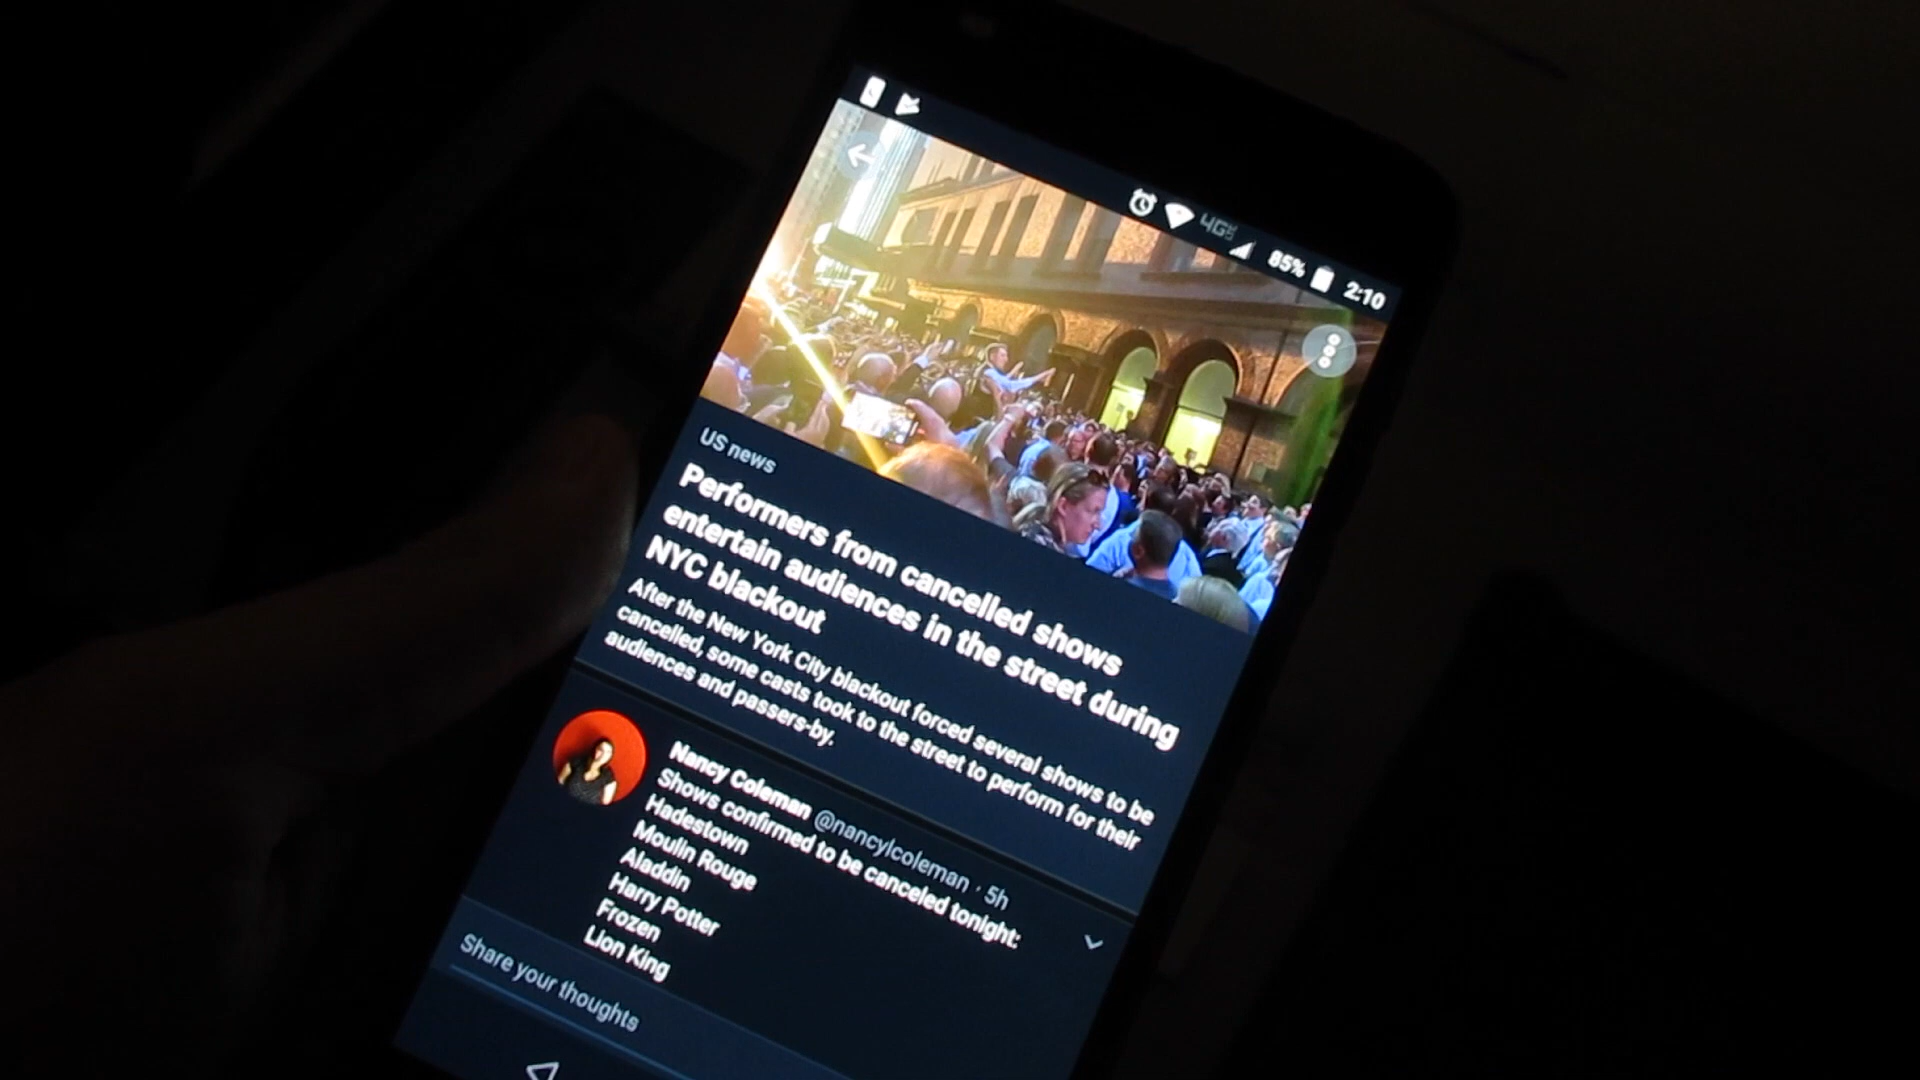 4G
85%
2:10
US news
Performers from cancelled shows
entertain audiences in the street during
NYC blackout
After the New York City blackout forced several shows to be
cancelled, some casts took to the street to perform for their
audiences and passers-by.
Nancy Coleman @nancylcoleman · 5h
Shows confirmed to be canceled tonight:
Hadestown
Moulin Rouge
Aladdin
Harry Potter
Frozen
Lion King
Share your thoughts